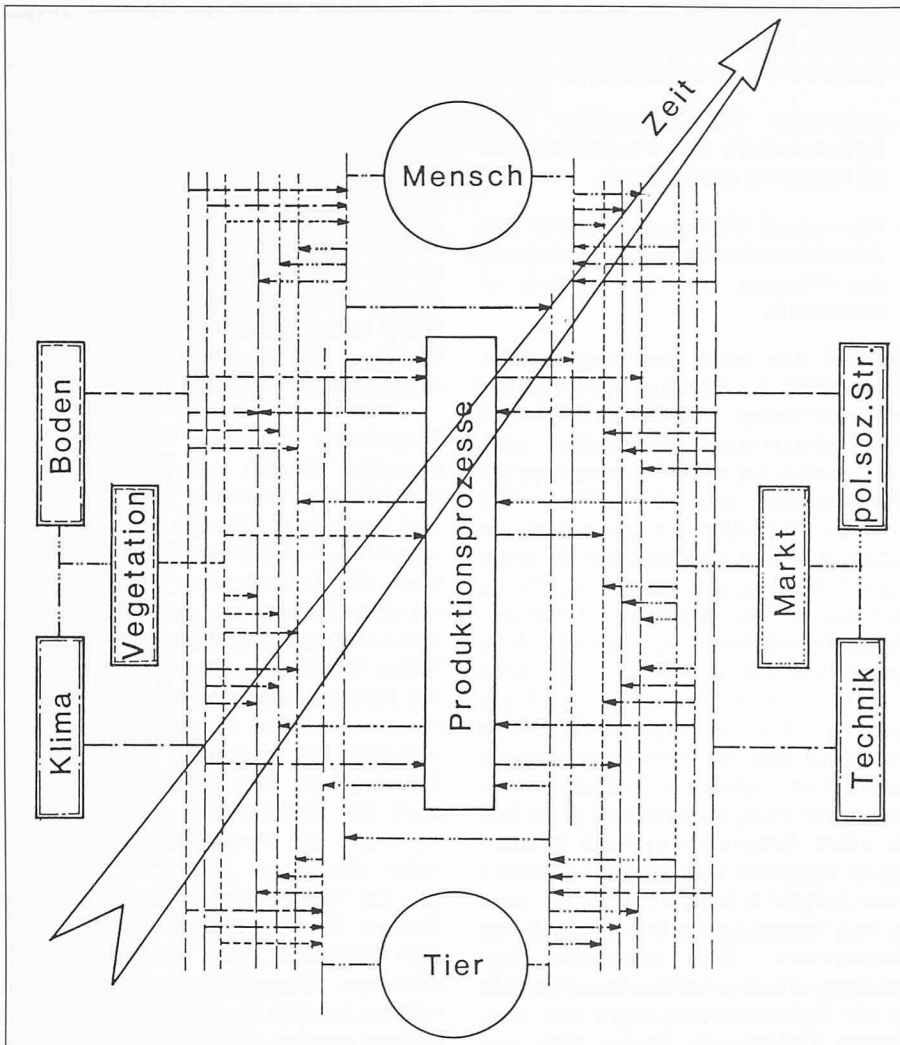 Zeit
Mensch
Boden
Vegetation
Klima
Produktionsprozesse
pol.soz.Str.
Markt
Technik
Tier